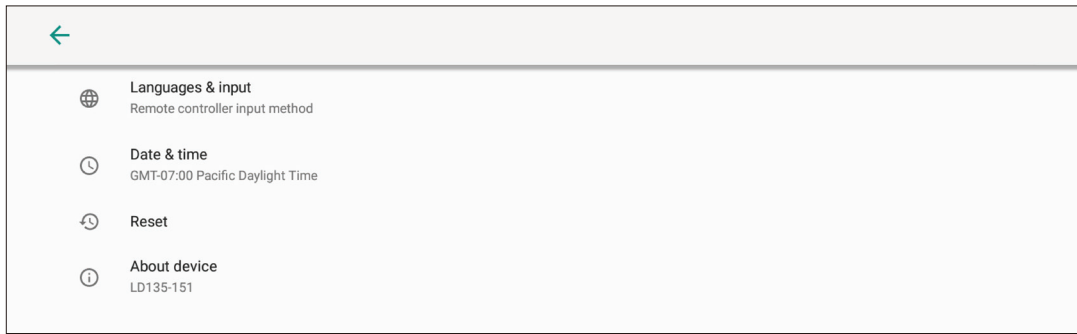 Languages & input
Remote controller input method
Date & time
GMT-07:00 Pacific Daylight Time
Reset
About device
LD135-151